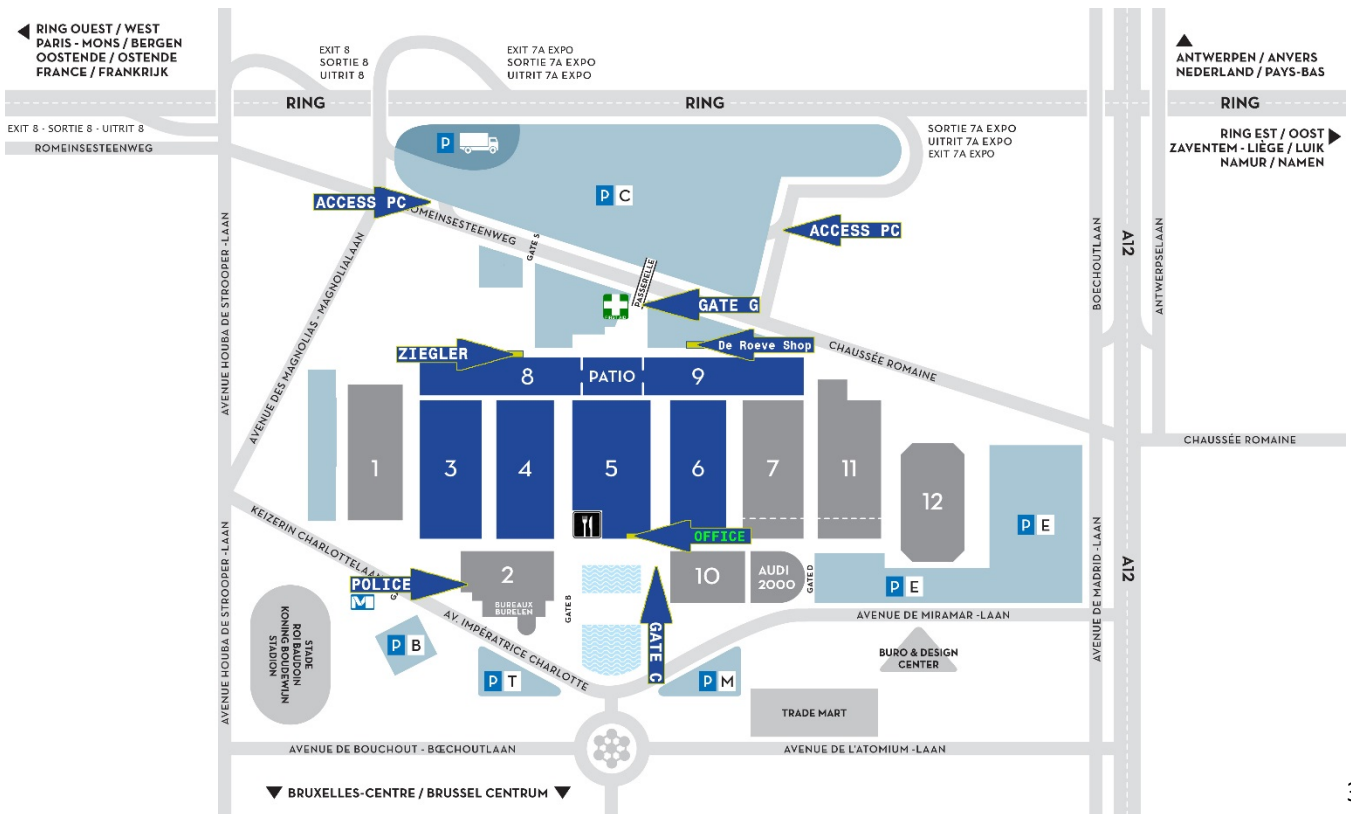 RING OUEST / WEST
PARIS - MONS / BERGEN
OOSTENDE / OSTENDE
FRANCE / FRANKRIJK
EXIT 8
SORTIE 8
UITRIT 8
EXIT 7A EXPO
SORTIE 7A EXPO
UITRIT 7A EXPO
ANTWERPEN / ANVERS
NEDERLAND / PAYS-BAS
RING
RING
RING
EXIT 8 - SORTIE 8 - UITRIT 8
ROMEINSESTEENWEG
P
SORTIE 7A EXPO
UITRIT 7A EXPO
EXIT 7A EXPO
RING EST / OOST
ZAVENTEM - LIÈGE / LUIK
NAMUR / NAMEN
P C
ACCESS PC
OMEINSESTEENWEG
GATE S
ACCESS PC
AVENUE HOUBA DE STROOPER -LAAN
AVENUE DES MAGNOLIAS - MAGNOLIALAAN
BOECHOUTLAAN
A12
ANTWERPSELAAN
PASSERELLE
GATE G
De Roeve Shop
ZIEGLER
CHAUSSÉE ROMAINE
8
PATIO
9
CHAUSSÉE ROMAINE
1
3
4
5
6
7
11
12
KEIZERIN CHARLOTTELAA
OFFICE
P E
AVENUE HOUBA DE STROOPER -LAAN
AVENUE DE MADRID -LAAN
A12
POLICE
M
2
BUREAUX
BURELEN
GATE B
10
AUDI
2000
GATE D
P E
STADE
ROI BAUDOIN
KONING BOUDEWIJN
STADION
AV. IMPÉRATRICE CHARLOTTE
GATE C
AVENUE DE MIRAMAR -LAAN
P B
BURO & DESIGN
CENTER
P T
P M
TRADE MART
AVENUE DE BOUCHOUT - BŒCHOUTLAAN
AVENUE DE L'ATOMIUM -LAAN
BRUXELLES-CENTRE / BRUSSEL CENTRUM